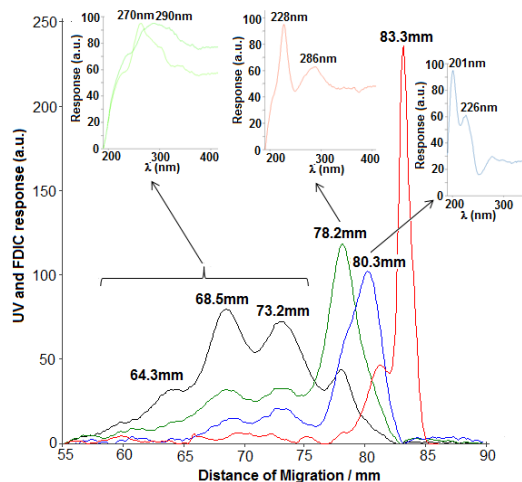 270nm
290nm
Response (a.u.)
100
80
60
40
20
0
200
300
400
λ (nm)
228nm
286nm
Response (a.u.)
100
80
60
40
20
0
200
300
400
λ (nm)
201nm
226nm
Response (a.u.)
100
80
60
40
20
0
200
300
λ (nm)
UV and FDIC response (a.u.)
250
200
150
100
50
0
83.3mm
78.2mm
80.3mm
68.5mm
73.2mm
64.3mm
55
60
65
70
75
80
85
90
Distance of Migration / mm